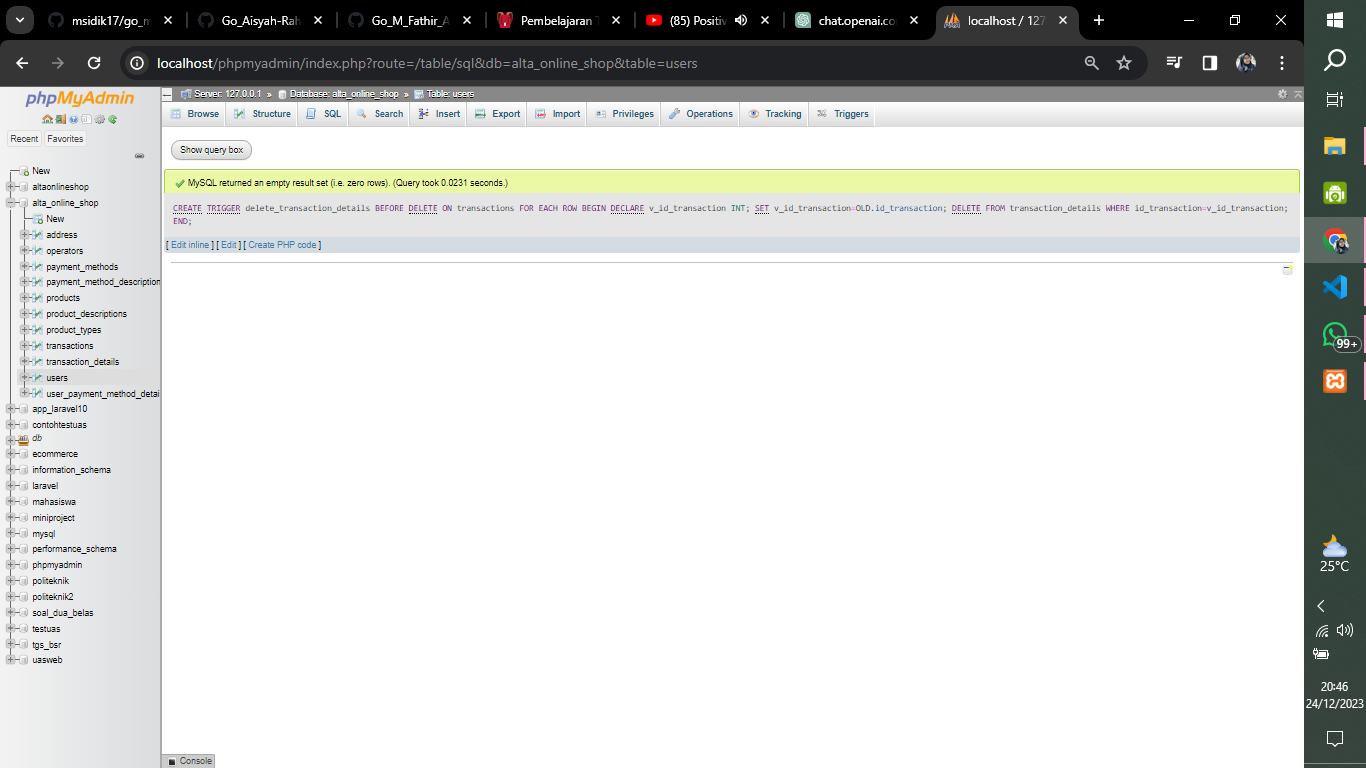 msidik17/go_m
Go_Aisyah-Rah
Go_M_Fathir_A
Pembelajaran T
(85) Positiv
chat.openai.co
localhost / 127
localhost/phpmyadmin/index.php?route=/table/sql&db=alta_online_shop&table=users
phpMyAdmin
Recent Favorites
New
altaonlineshop
alta_online_shop
New
address
operators
payment_methods
payment_method_description
products
product_descriptions
product_types
transactions
transaction_details
users
user_payment_method_detai
app_laravel10
contohtestuas
db
ecommerce
information_schema
laravel
mahasiswa
miniproject
mysql
performance_schema
phpmyadmin
politeknik
politeknik2
soal_dua_belas
testuas
tgs_bsr
uasweb
Server: 127.0.0.1 » Database: alta_online_shop » Table: users
Browse Structure SQL Search Insert Export Import Privileges Operations Tracking Triggers
Show query box
MySQL returned an empty result set (i.e. zero rows). (Query took 0.0231 seconds.)
CREATE TRIGGER delete_transaction_details BEFORE DELETE ON transactions FOR EACH ROW BEGIN DECLARE v_id_transaction INT; SET v_id_transaction=OLD.id_transaction; DELETE FROM transaction_details WHERE id_transaction=v_id_transaction;
END;
[ Edit inline ] [ Edit ] [ Create PHP code ]
Console
99+
25°C
20:46
24/12/2023